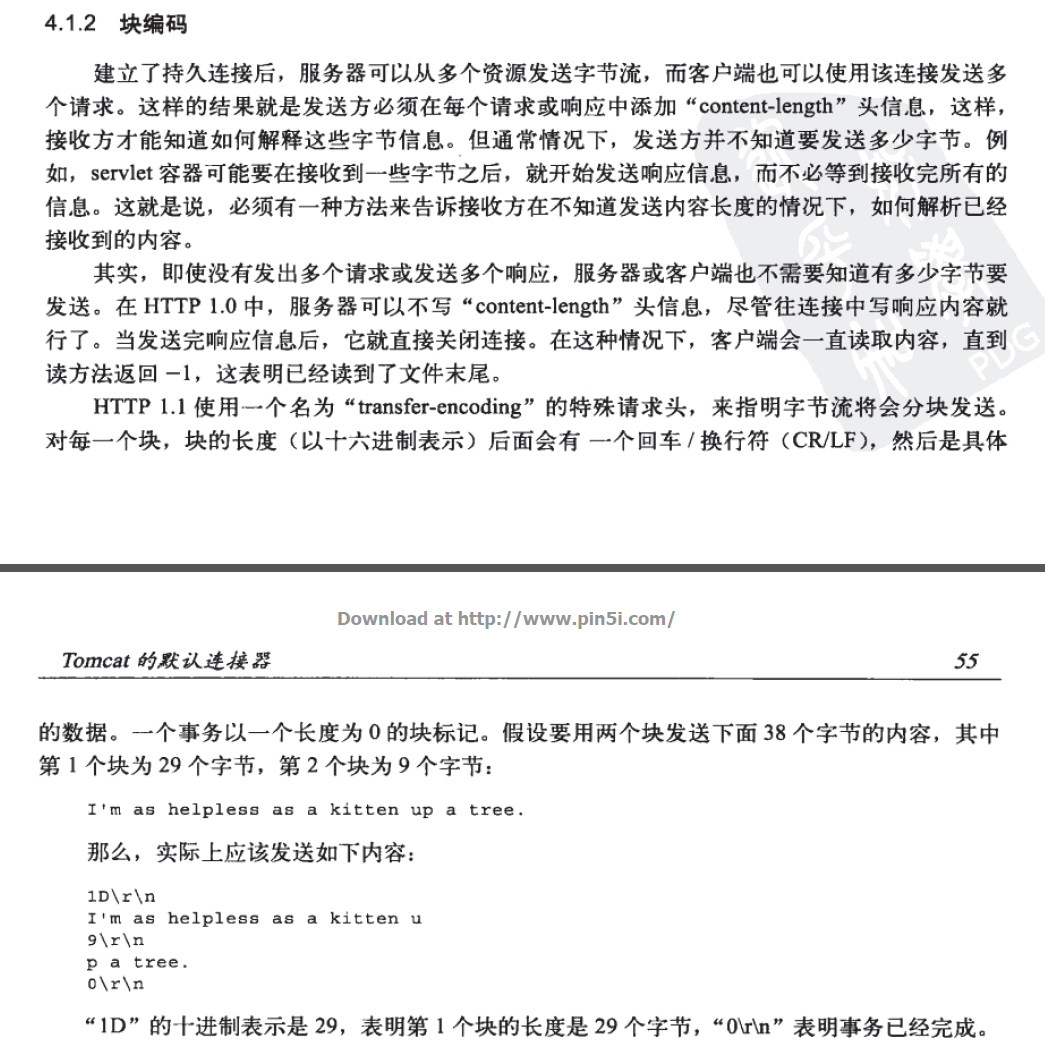 4.1.2 块编码
建立了持久连接后，服务器可以从多个资源发送字节流，而客户端也可以使用该连接发送多
个请求。这样的结果就是发送方必须在每个请求或响应中添加“content-length”头信息，这样，
接收方才能知道如何解释这些字节信息。但通常情况下，发送方并不知道要发送多少字节。例
如，servlet 容器可能要在接收到一些字节之后，就开始发送响应信息，而不必等到接收完所有的
信息。这就是说，必须有一种方法来告诉接收方在不知道发送内容长度的情况下，如何解析已经
接收到的内容。
其实，即使没有发出多个请求或发送多个响应，服务器或客户端也不需要知道有多少字节要
发送。在 HTTP 1.0 中，服务器可以不写“content-length”头信息，尽管往连接中写响应内容就
行了。当发送完响应信息后，它就直接关闭连接。在这种情况下，客户端会一直读取内容，直到
读方法返回 −1，这表明已经读到了文件末尾。
HTTP 1.1 使用一个名为“transfer-encoding”的特殊请求头，来指明字节流将会分块发送。
对每一个块，块的长度（以十六进制表示）后面会有 一个回车 / 换行符（CR/LF），然后是具体
PDG
Download at http://www.pin5i.com/
Tomcat 的默认连接器 55
的数据。一个事务以一个长度为 0 的块标记。假设要用两个块发送下面 38 个字节的内容，其中
第 1 个块为 29 个字节，第 2 个块为 9 个字节：
I'm as helpless as a kitten up a tree.
那么，实际上应该发送如下内容：
1D\r\n
I'm as helpless as a kitten u
9\r\n
p a tree.
0\r\n
“1D”的十进制表示是 29，表明第 1 个块的长度是 29 个字节，“0\r\n”表明事务已经完成。